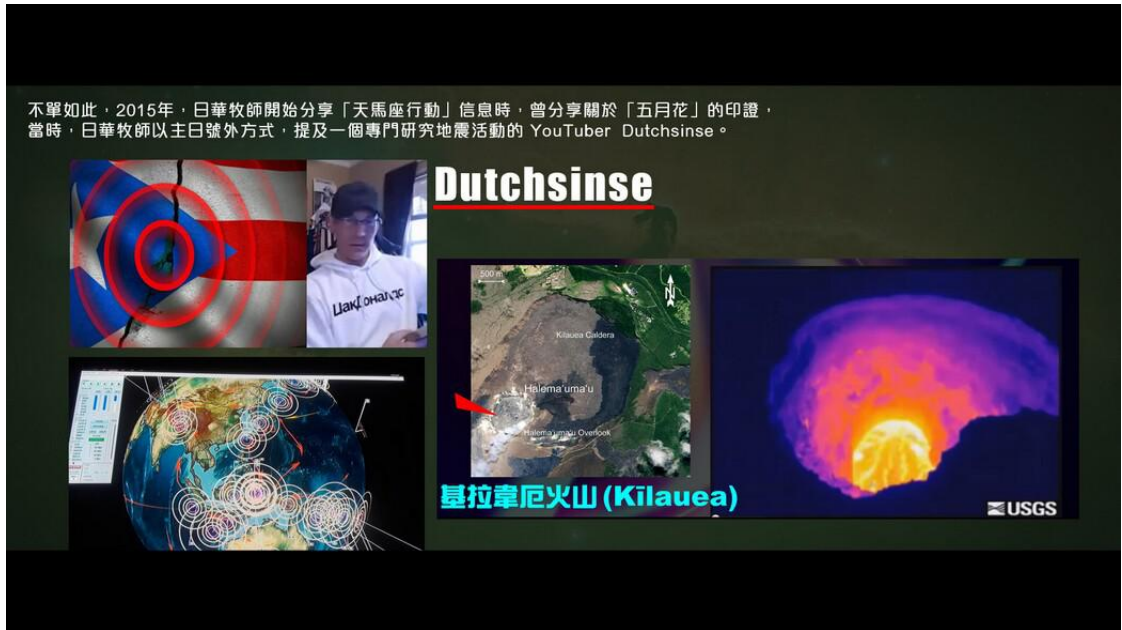 不單如此，2015年，日華牧師開始分享「天馬座行動」信息時，曾分享關於「五月花」的印證，
當時，日華牧師以主日號外方式，提及一個專門研究地震活動的 YouTuber Dutchsinse。
Dutchsinse
ЦакДоналдс
500 m
N
Kilauea Caldera
Halema'uma'u
Halema'uma'u Overlook
基拉韋厄火山 (Kīlauea)
USGS